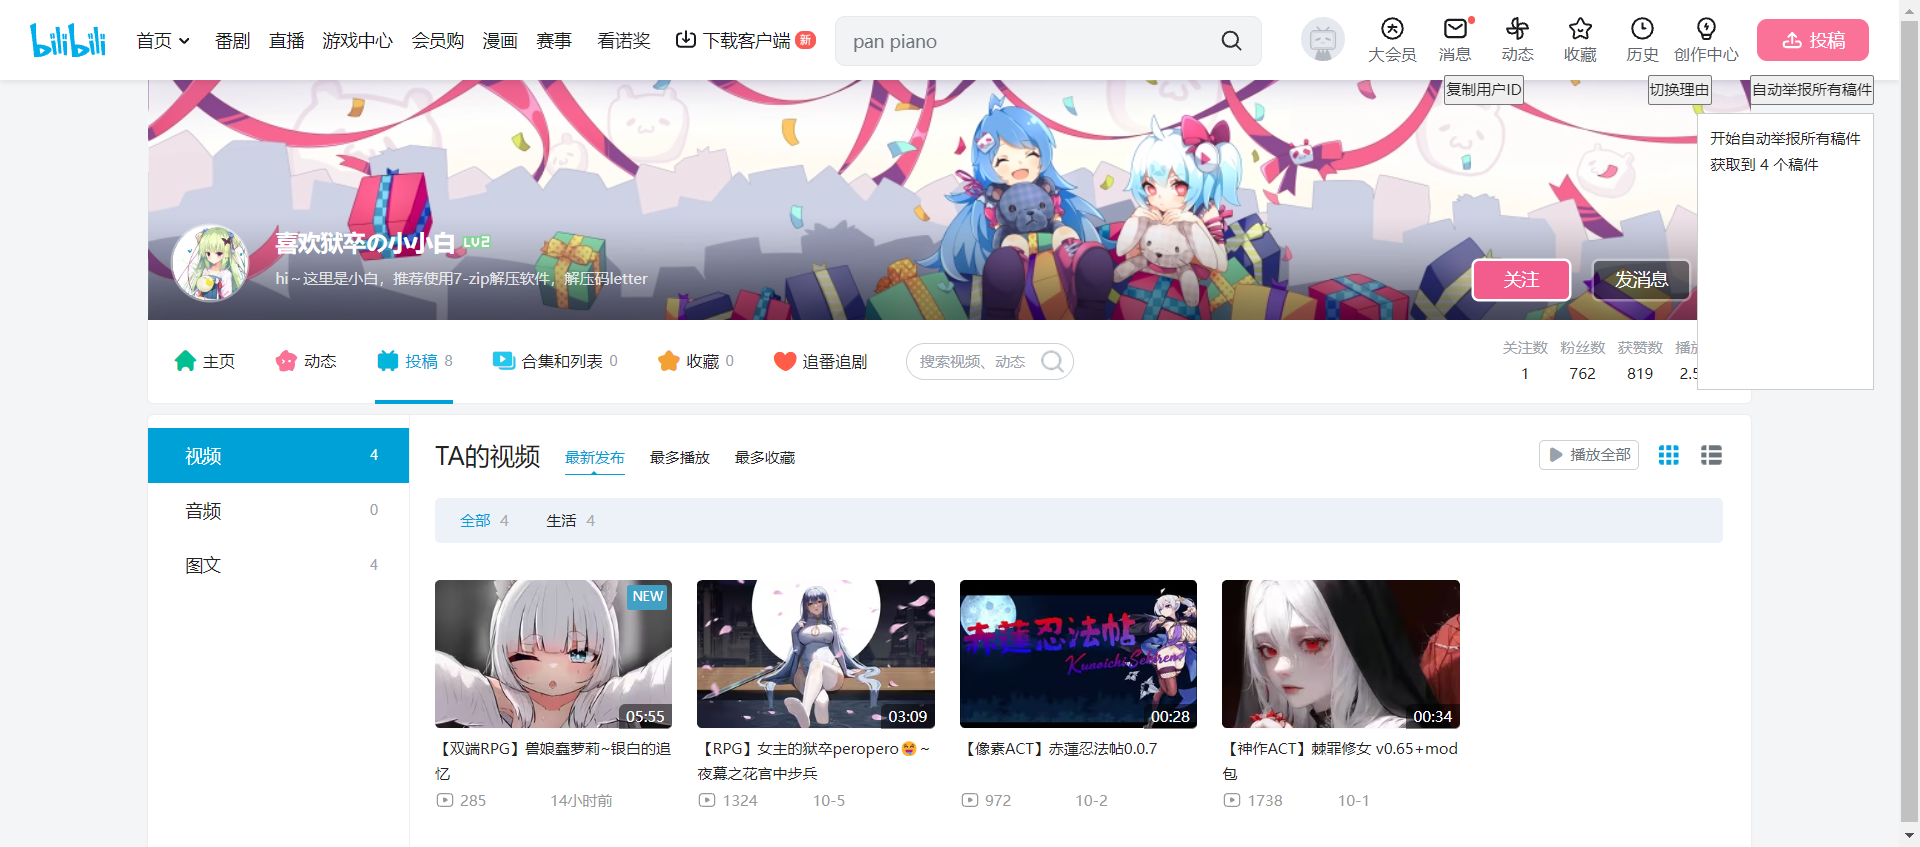 bilibili
首页
番剧
直播
游戏中心
会员购
漫画
赛事
看诺奖
下载客户端
新
pan piano
大会员
消息
动态
收藏
历史
创作中心
投稿
复制用户ID
切换理由
自动举报所有稿件
开始自动举报所有稿件
获取到 4 个稿件
喜欢狱卒の小小白 LV2
hi～这里是小白，推荐使用7-zip解压软件，解压码letter
关注
发消息
主页
动态
投稿 8
合集和列表 0
收藏 0
追番追剧
搜索视频、动态
关注数 粉丝数 获赞数 播放
1 762 819 2.5
视频 4
音频 0
图文 4
TA的视频
最新发布
最多播放
最多收藏
播放全部
全部 4
生活 4
NEW
05:55
03:09
赤蓮忍法帖
Kunoichi Sekiren
00:28
00:34
【双端RPG】兽娘蠢萝莉~银白的追
忆
285 14小时前
【RPG】女主的狱卒peropero😝～
夜幕之花官中步兵
1324 10-5
【像素ACT】赤蓮忍法帖0.0.7
972 10-2
【神作ACT】棘罪修女 v0.65+mod
包
1738 10-1